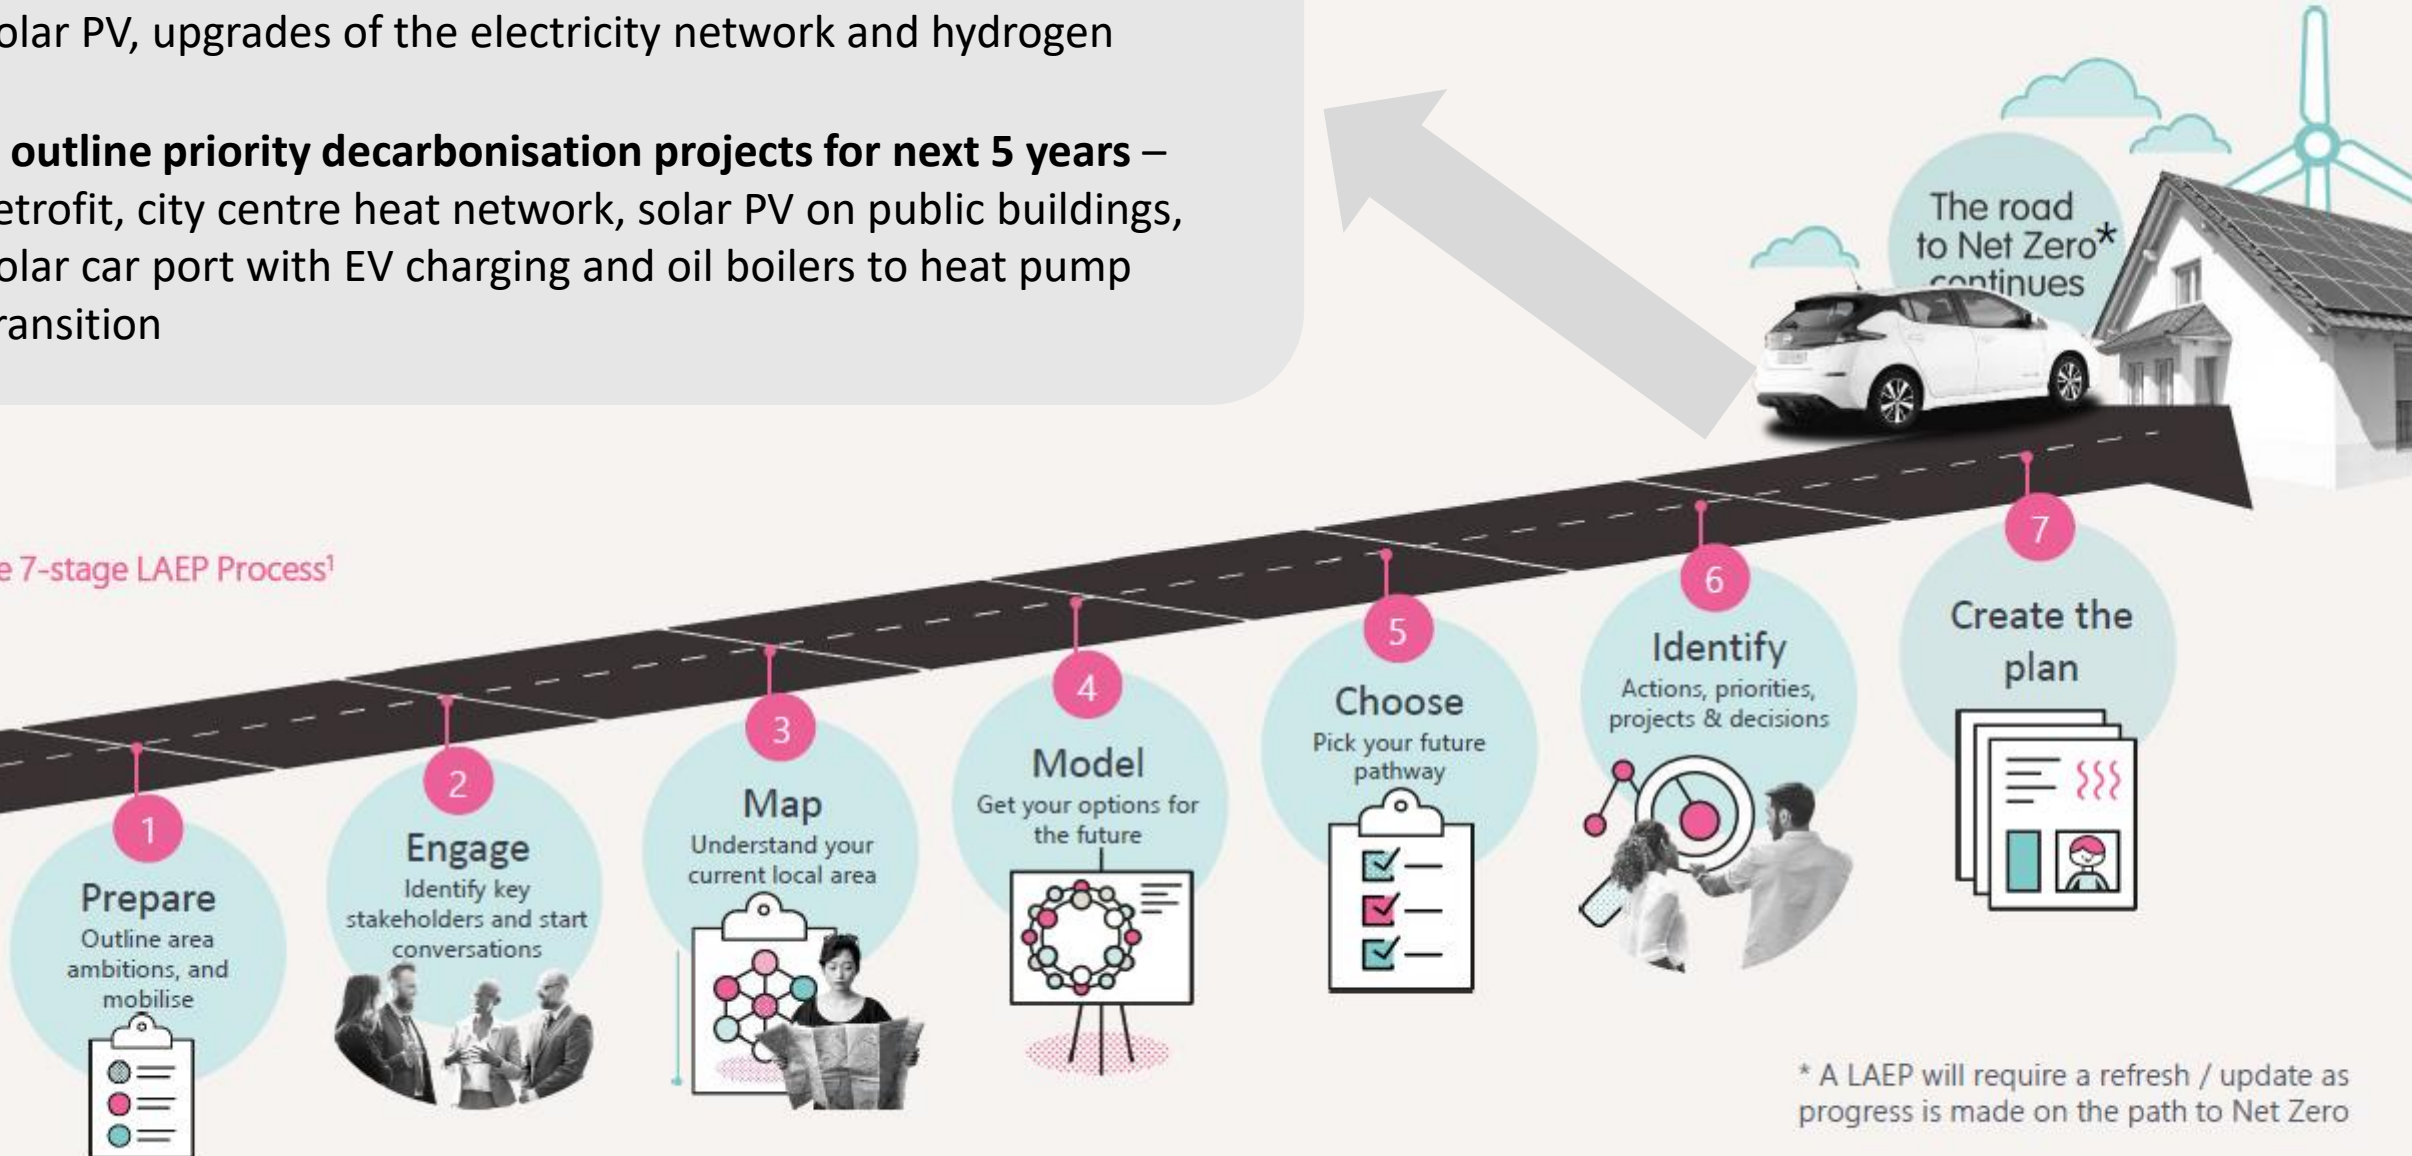 olar PV, upgrades of the electricity network and hydrogen
outline priority decarbonisation projects for next 5 years –
etrofit, city centre heat network, solar PV on public buildings,
olar car port with EV charging and oil boilers to heat pump
ransition
The road
to Net Zero*
continues
e 7-stage LAEP Process¹
1
Prepare
Outline area
ambitions, and
mobilise
2
Engage
Identify key
stakeholders and start
conversations
3
Map
Understand your
current local area
4
Model
Get your options for
the future
5
Choose
Pick your future
pathway
6
Identify
Actions, priorities,
projects & decisions
7
Create the
plan
* A LAEP will require a refresh / update as
progress is made on the path to Net Zero